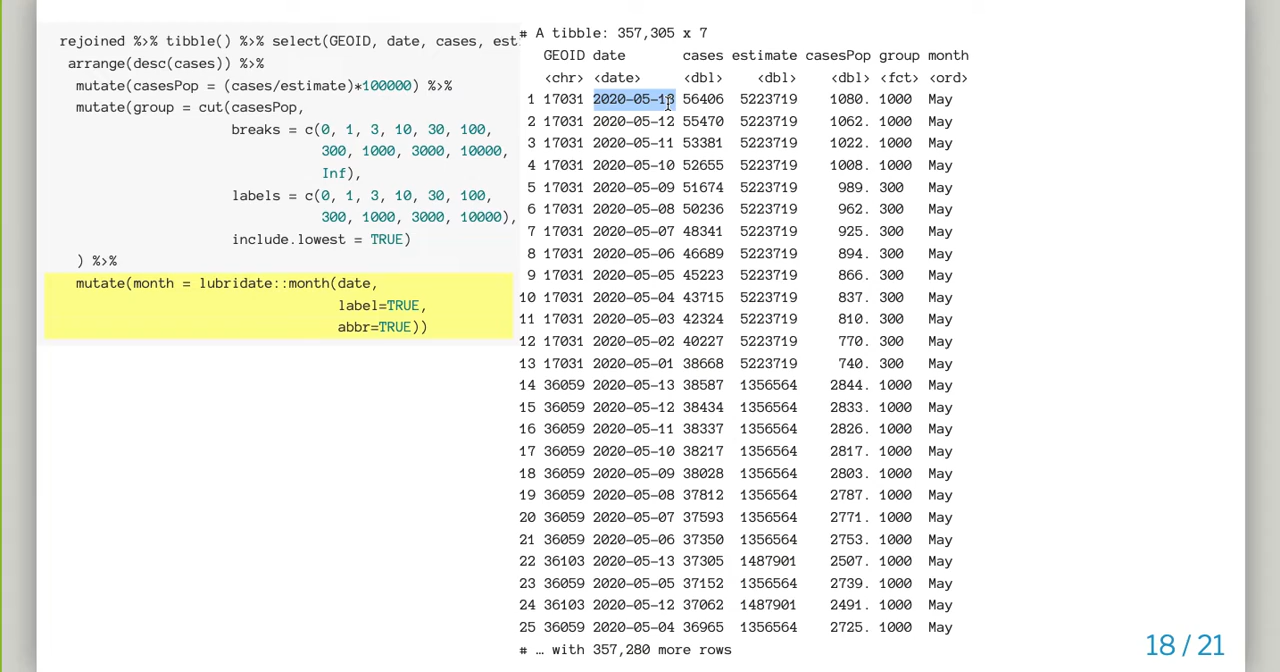 rejoined %>% tibble() %>% select(GEOID, date, cases, est
arrange(desc(cases)) %>%
mutate(casesPop = (cases/estimate)*100000) %>%
mutate(group = cut(casesPop,
breaks = c(0, 1, 3, 10, 30, 100,
300, 1000, 3000, 10000,
Inf),
labels = c(0, 1, 3, 10, 30, 100,
300, 1000, 3000, 10000),
include.lowest = TRUE)
) %>%
mutate(month = lubridate::month(date,
label=TRUE,
abbr=TRUE))
# A tibble: 357,305 x 7
GEOID date cases estimate casesPop group month
<chr> <date> <dbl> <dbl> <dbl> <fct> <ord>
1 17031 2020-05-13 56406 5223719 1080. 1000 May
2 17031 2020-05-12 55470 5223719 1062. 1000 May
3 17031 2020-05-11 53381 5223719 1022. 1000 May
4 17031 2020-05-10 52655 5223719 1008. 1000 May
5 17031 2020-05-09 51674 5223719 989. 300 May
6 17031 2020-05-08 50236 5223719 962. 300 May
7 17031 2020-05-07 48341 5223719 925. 300 May
8 17031 2020-05-06 46689 5223719 894. 300 May
9 17031 2020-05-05 45223 5223719 866. 300 May
10 17031 2020-05-04 43715 5223719 837. 300 May
11 17031 2020-05-03 42324 5223719 810. 300 May
12 17031 2020-05-02 40227 5223719 770. 300 May
13 17031 2020-05-01 38668 5223719 740. 300 May
14 36059 2020-05-13 38587 1356564 2844. 1000 May
15 36059 2020-05-12 38434 1356564 2833. 1000 May
16 36059 2020-05-11 38337 1356564 2826. 1000 May
17 36059 2020-05-10 38217 1356564 2817. 1000 May
18 36059 2020-05-09 38028 1356564 2803. 1000 May
19 36059 2020-05-08 37812 1356564 2787. 1000 May
20 36059 2020-05-07 37593 1356564 2771. 1000 May
21 36059 2020-05-06 37350 1356564 2753. 1000 May
22 36103 2020-05-13 37305 1487901 2507. 1000 May
23 36059 2020-05-05 37152 1356564 2739. 1000 May
24 36103 2020-05-12 37062 1487901 2491. 1000 May
25 36059 2020-05-04 36965 1356564 2725. 1000 May
# … with 357,280 more rows
18 / 21